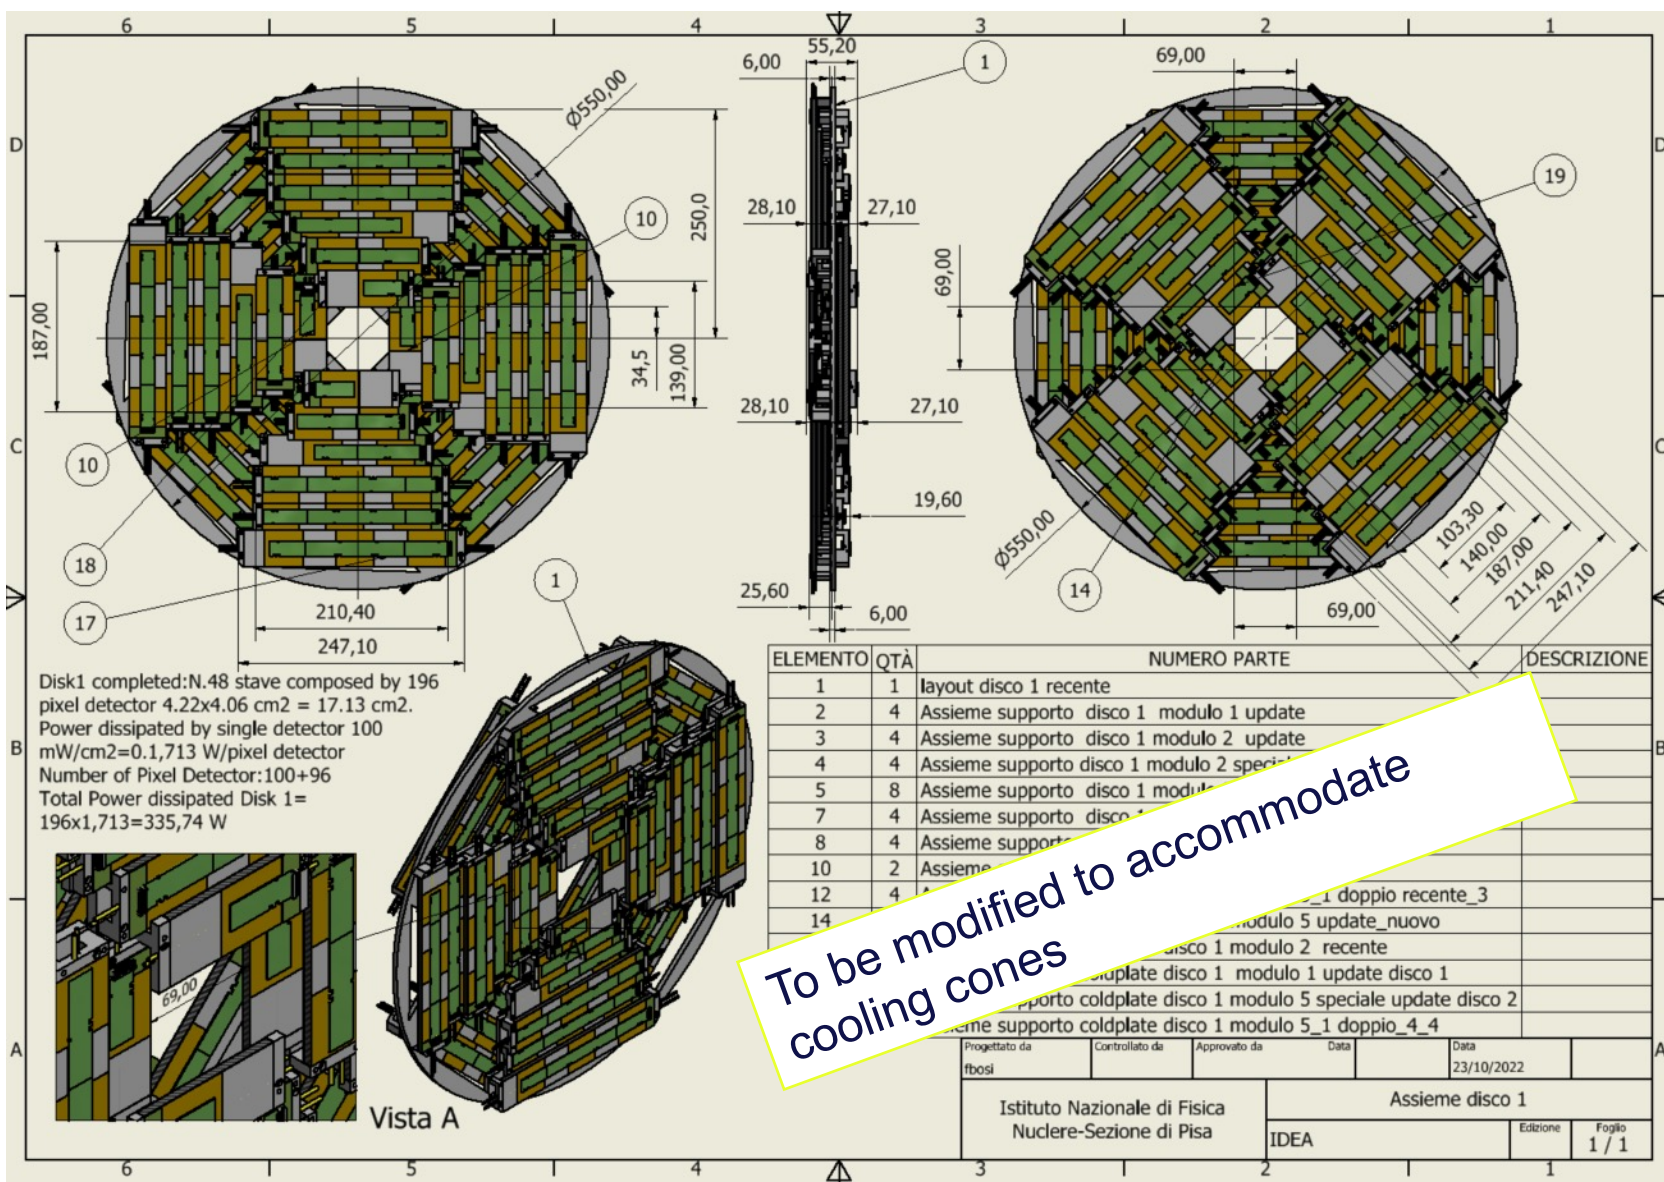 6 5 4 3 2 1
D
D
C
C
B
B
A
A
Ø550,00
250,0
10
187,00
34,5
139,00
10
18
17
210,40
247,10
55,20
6,00
1
28,10
27,10
28,10
27,10
19,60
25,60
6,00
69,00
19
69,00
Ø550,00
14
103,30
140,00
187,00
211,40
247,10
69,00
Disk1 completed:N.48 stave composed by 196
pixel detector 4.22x4.06 cm2 = 17.13 cm2.
Power dissipated by single detector 100
mW/cm2=0.1,713 W/pixel detector
Number of Pixel Detector:100+96
Total Power dissipated Disk 1=
196x1,713=335,74 W
1
A
69,00
Vista A
ELEMENTO QTÀ NUMERO PARTE DESCRIZIONE
1 1 layout disco 1 recente
2 4 Assieme supporto disco 1 modulo 1 update
3 4 Assieme supporto disco 1 modulo 2 update
4 4 Assieme supporto disco 1 modulo 2
5 8 Assieme supporto disco 1
7 4 Assieme supporto
8 4 Assieme
10 2 Assieme
12 4 doppio recente_3
14 5 update_nuovo
1 modulo 2 recente
disco 1 modulo 1 update disco 1
coldplate disco 1 modulo 5 speciale update disco 2
supporto coldplate disco 1 modulo 5_1 doppio_4_4
To be modified to accommodate
cooling cones
Progettato da Controllato da Approvato da Data Data
fbosi 23/10/2022
Istituto Nazionale di Fisica
Nuclere-Sezione di Pisa
Assieme disco 1
IDEA
Edizione Foglio
1 / 1
6 5 4 3 2 1